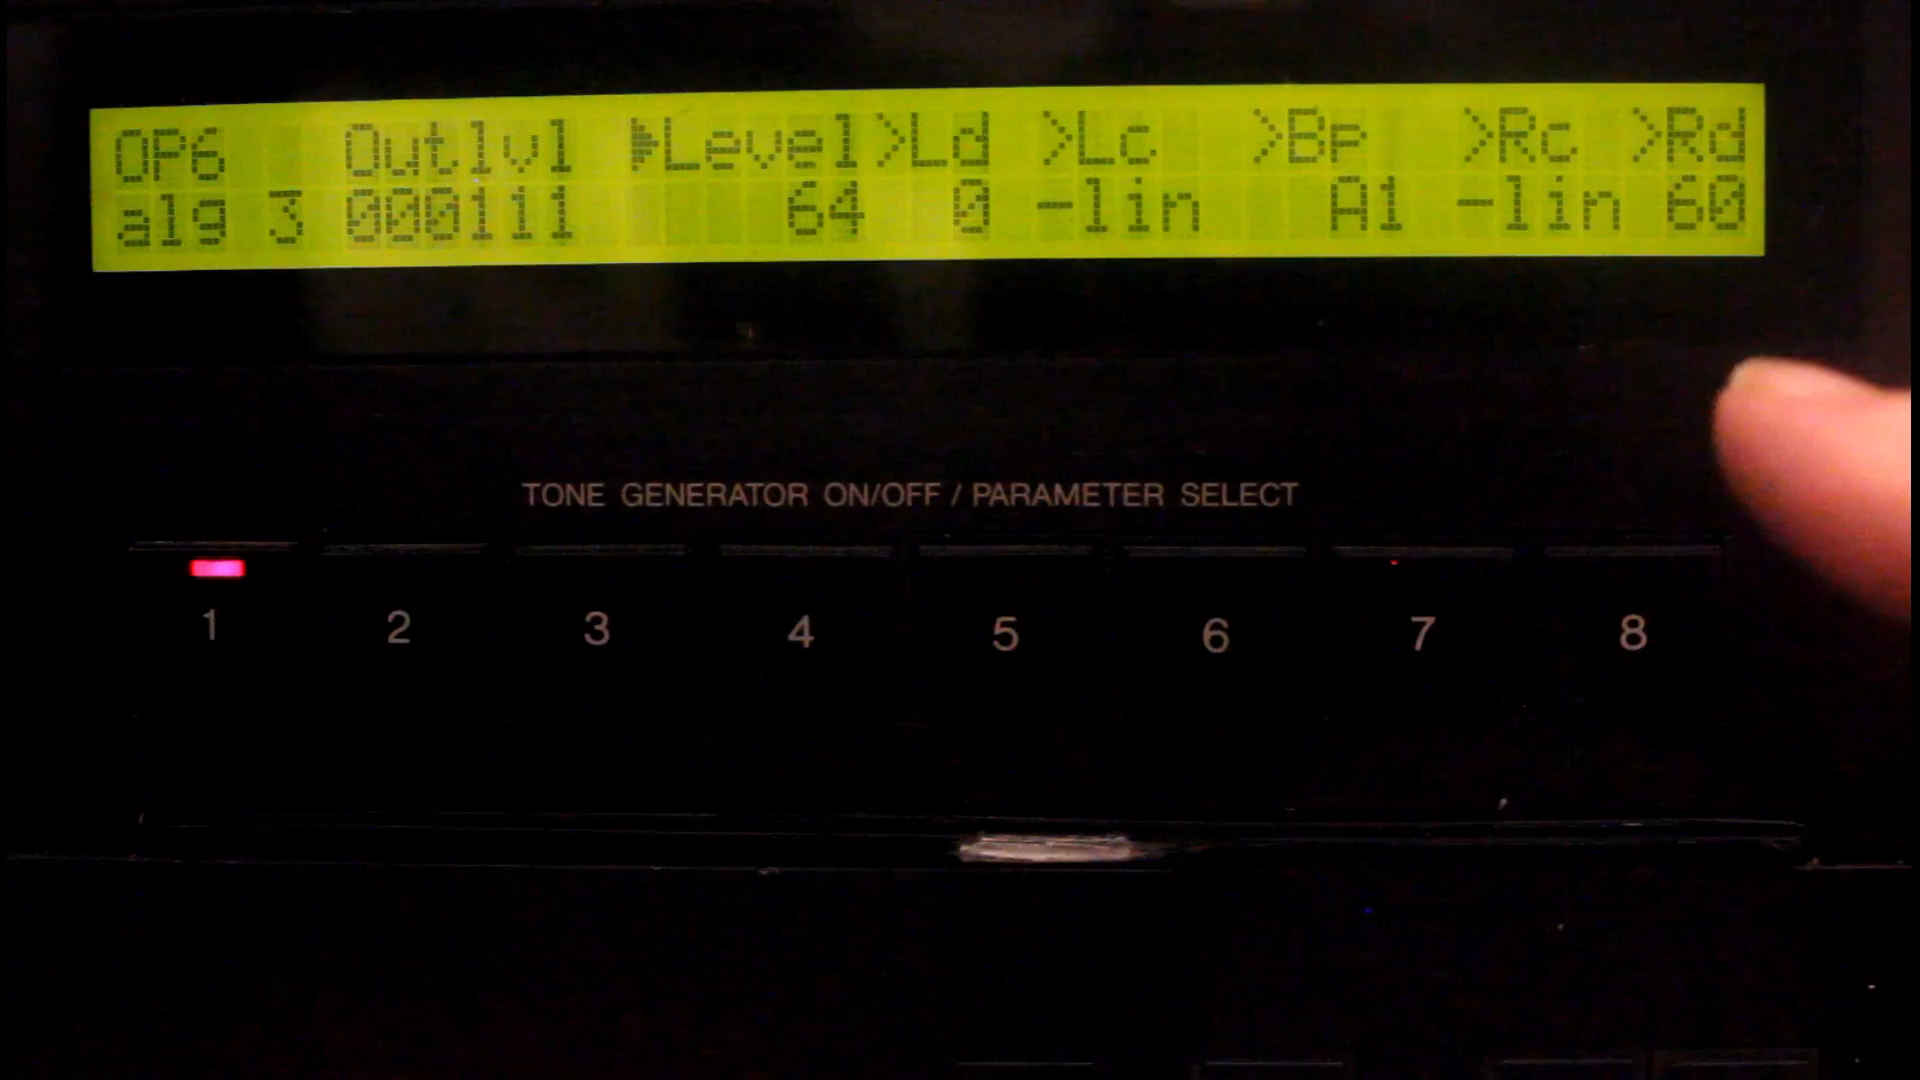 OP6 Outlvl ▶Level >Ld >Lc >Bp >Rc >Rd
alg 3 000111 64 0 -lin A1 -lin 60
TONE GENERATOR ON/OFF / PARAMETER SELECT
1 2 3 4 5 6 7 8